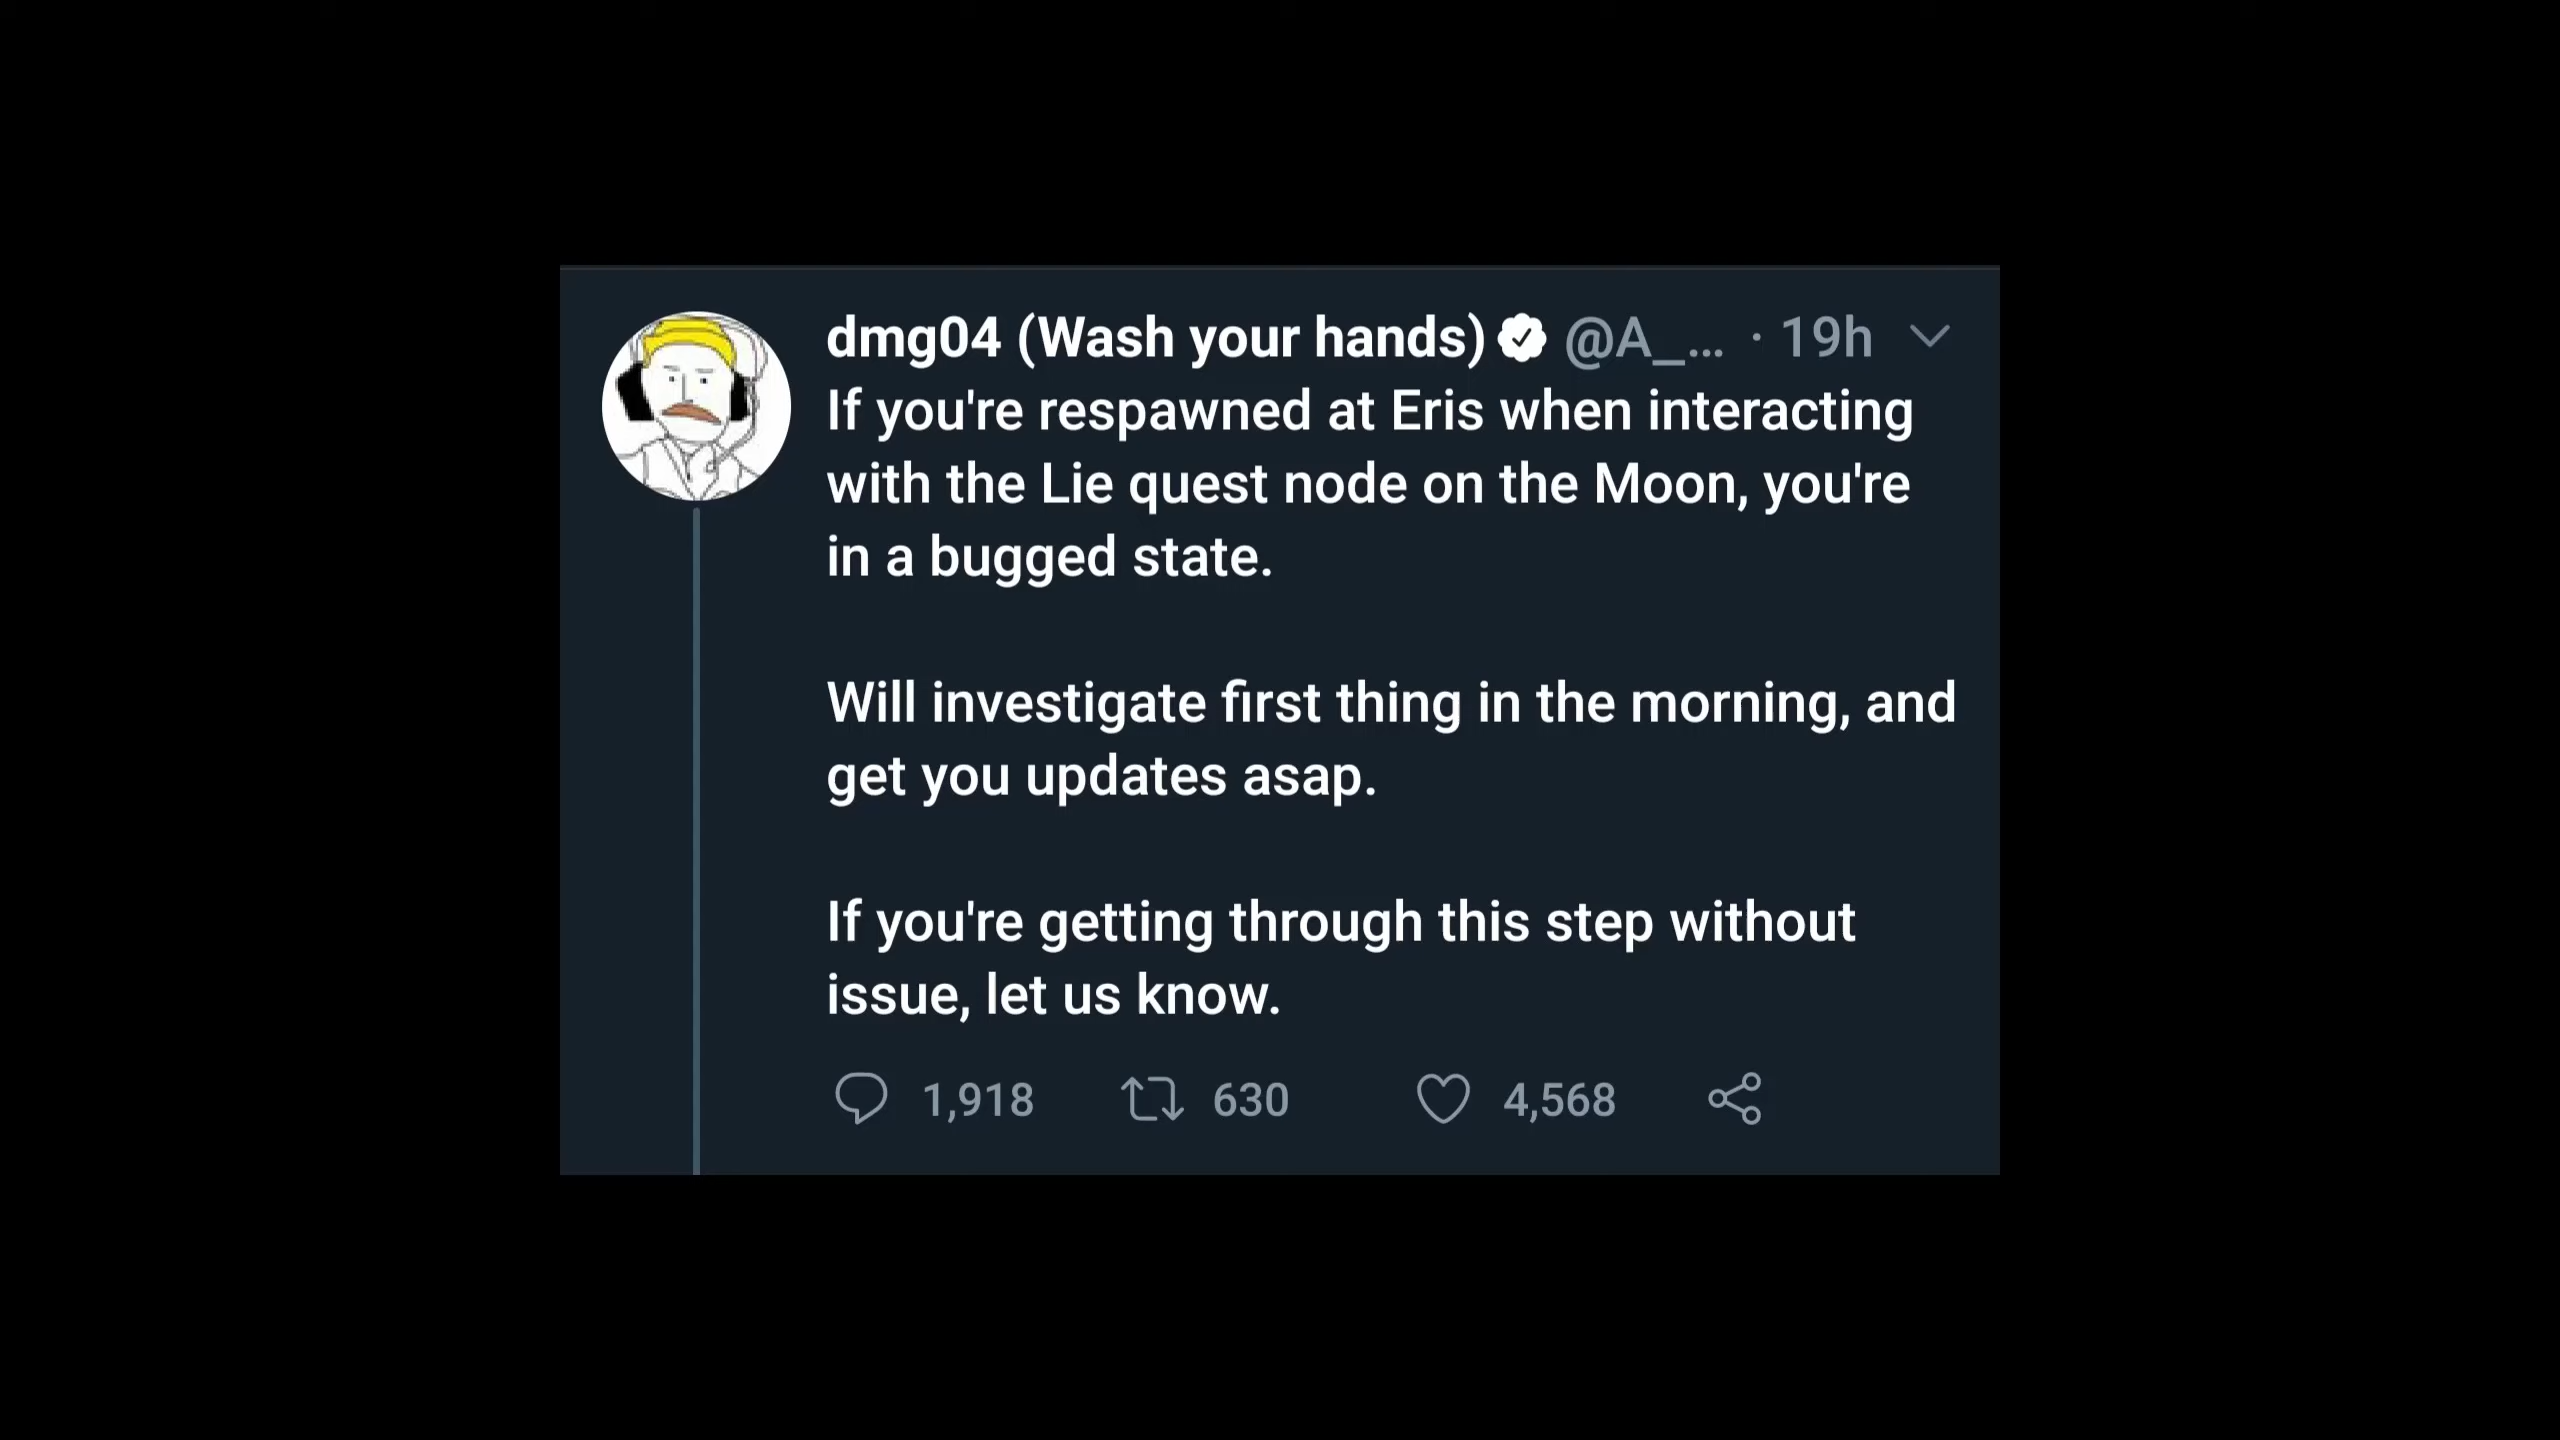 dmg04 (Wash your hands) @A_... · 19h
If you're respawned at Eris when interacting
with the Lie quest node on the Moon, you're
in a bugged state.
Will investigate first thing in the morning, and
get you updates asap.
If you're getting through this step without
issue, let us know.
1,918 630 4,568